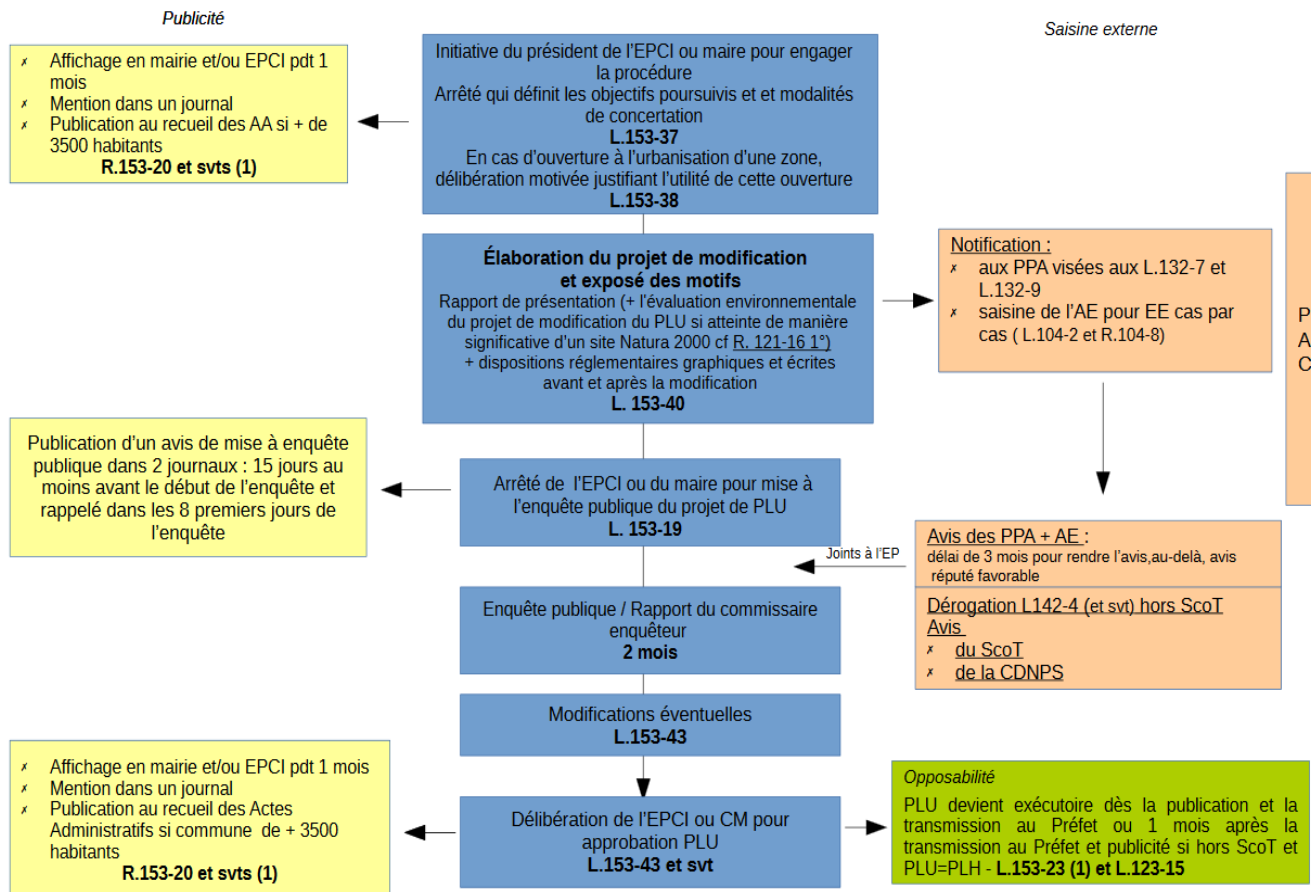 Publicité
Saisine externe
✗ Affichage en mairie et/ou EPCI pdt 1
mois
✗ Mention dans un journal
✗ Publication au recueil des AA si + de
3500 habitants
R.153-20 et svts (1)
Initiative du président de l'EPCI ou maire pour engager
la procédure
Arrêté qui définit les objectifs poursuivis et et modalités
de concertation
L.153-37
En cas d'ouverture à l'urbanisation d'une zone,
délibération motivée justifiant l'utilité de cette ouverture
L.153-38
Élaboration du projet de modification
et exposé des motifs
Rapport de présentation (+ l'évaluation environnementale
du projet de modification du PLU si atteinte de manière
significative d'un site Natura 2000 cf R. 121-16 1°)
+ dispositions réglementaires graphiques et écrites
avant et après la modification
L. 153-40
Notification :
✗ aux PPA visées aux L.132-7 et
L.132-9
✗ saisine de l'AE pour EE cas par
cas ( L.104-2 et R.104-8)
P
A
C
Publication d'un avis de mise à enquête
publique dans 2 journaux : 15 jours au
moins avant le début de l'enquête et
rappelé dans les 8 premiers jours de
l'enquête
Arrêté de l'EPCI ou du maire pour mise à
l'enquête publique du projet de PLU
L. 153-19
Joints à l'EP
Avis des PPA + AE :
délai de 3 mois pour rendre l'avis,au-delà, avis
réputé favorable
Dérogation L142-4 (et svt) hors ScoT
Avis
✗ du ScoT
✗ de la CDNPS
Enquête publique / Rapport du commissaire
enquêteur
2 mois
Modifications éventuelles
L.153-43
✗ Affichage en mairie et/ou EPCI pdt 1 mois
✗ Mention dans un journal
✗ Publication au recueil des Actes
Administratifs si commune de + 3500
habitants
R.153-20 et svts (1)
Délibération de l'EPCI ou CM pour
approbation PLU
L.153-43 et svt
Opposabilité
PLU devient exécutoire dès la publication et la
transmission au Préfet ou 1 mois après la
transmission au Préfet et publicité si hors ScoT et
PLU=PLH - L.153-23 (1) et L.123-15